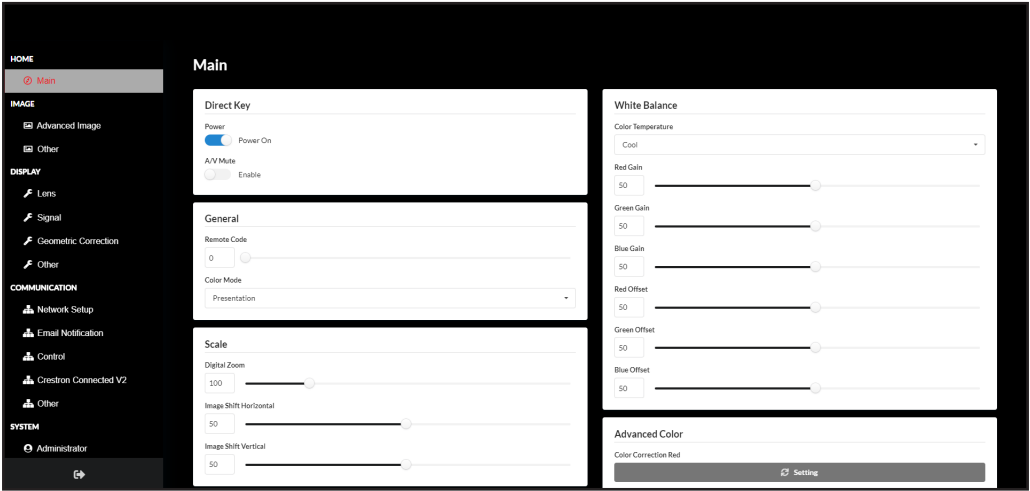 HOME
Main
IMAGE
Advanced Image
Other
DISPLAY
Lens
Signal
Geometric Correction
Other
COMMUNICATION
Network Setup
Email Notification
Control
Crestron Connected V2
Other
SYSTEM
Administrator
Main
Direct Key
Power
Power On
A/V Mute
Enable
General
Remote Code
0
Color Mode
Presentation
Scale
Digital Zoom
100
Image Shift Horizontal
50
Image Shift Vertical
50
White Balance
Color Temperature
Cool
Red Gain
50
Green Gain
50
Blue Gain
50
Red Offset
50
Green Offset
50
Blue Offset
50
Advanced Color
Color Correction Red
Setting